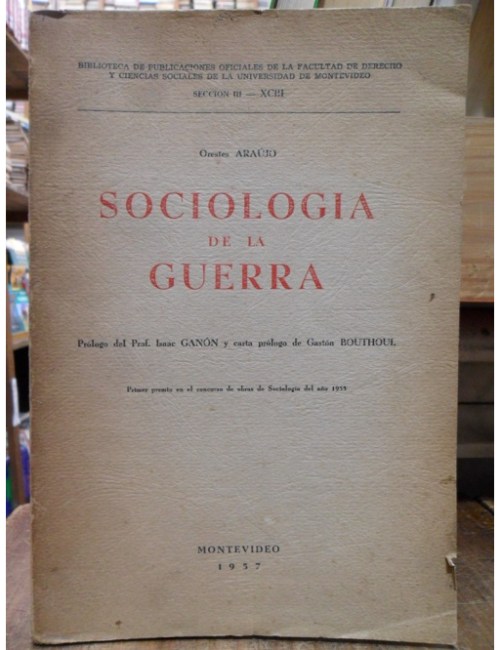 BIBLIOTECA DE PUBLICACIONES OFICIALES DE LA FACULTAD DE DERECHO
Y CIENCIAS SOCIALES DE LA UNIVERSIDAD DE MONTEVIDEO
SECCION III — XCIII
Orestes ARAÚJO
SOCIOLOGIA
DE LA
GUERRA
Prólogo del Prof. Isaac GANÓN y carta prólogo de Gastón BOUTHOUL
Primer premio en el concurso de obras de Sociología del año
MONTEVIDEO
1957